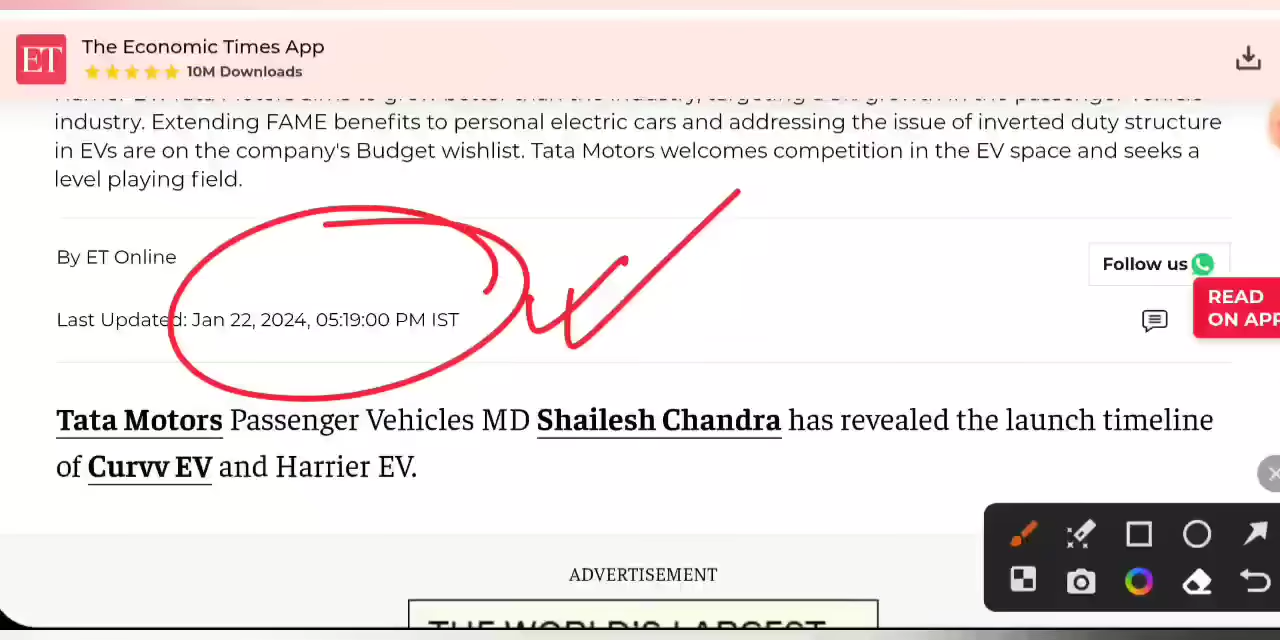 The Economic Times App
10M Downloads
industry. Extending FAME benefits to personal electric cars and addressing the issue of inverted duty structure
in EVs are on the company's Budget wishlist. Tata Motors welcomes competition in the EV space and seeks a
level playing field.
By ET Online
Follow us
Last Updated: Jan 22, 2024, 05:19:00 PM IST
READ
ON APP
Tata Motors Passenger Vehicles MD Shailesh Chandra has revealed the launch timeline
of Curvv EV and Harrier EV.
ADVERTISEMENT
THE WORLD'S LARGEST
ET